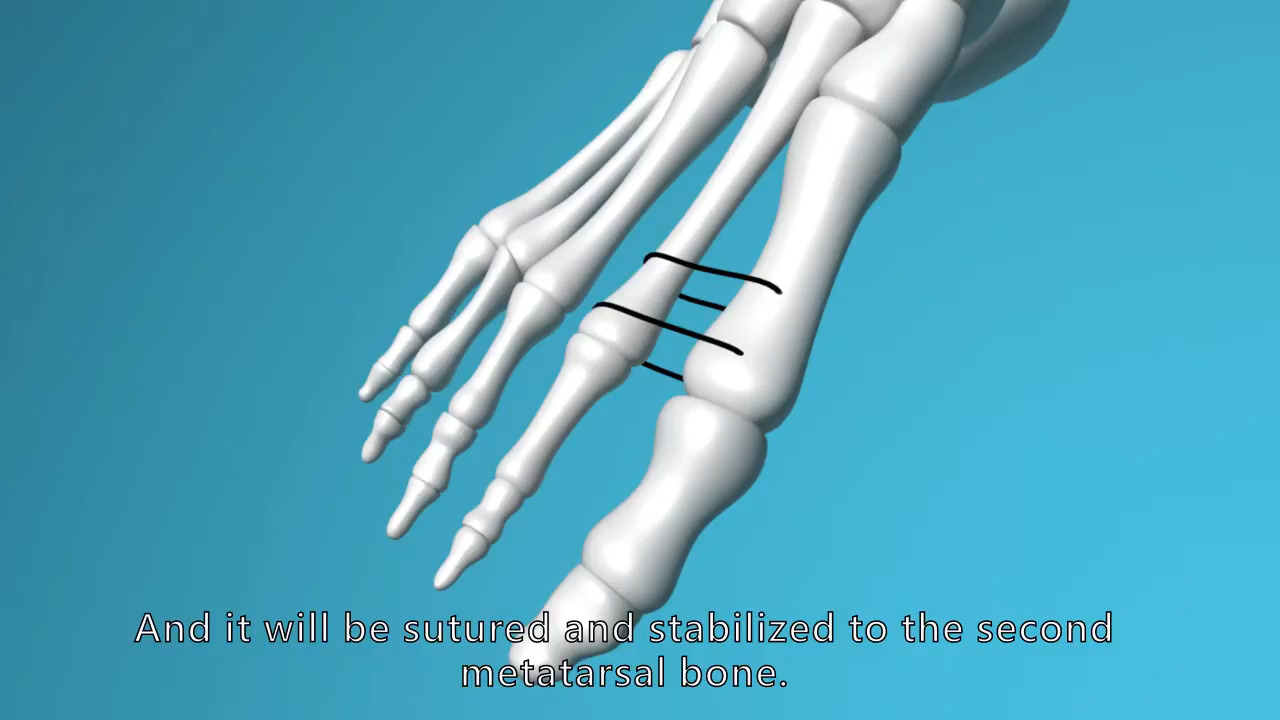 And it will be sutured and stabilized to the second
metatarsal bone.